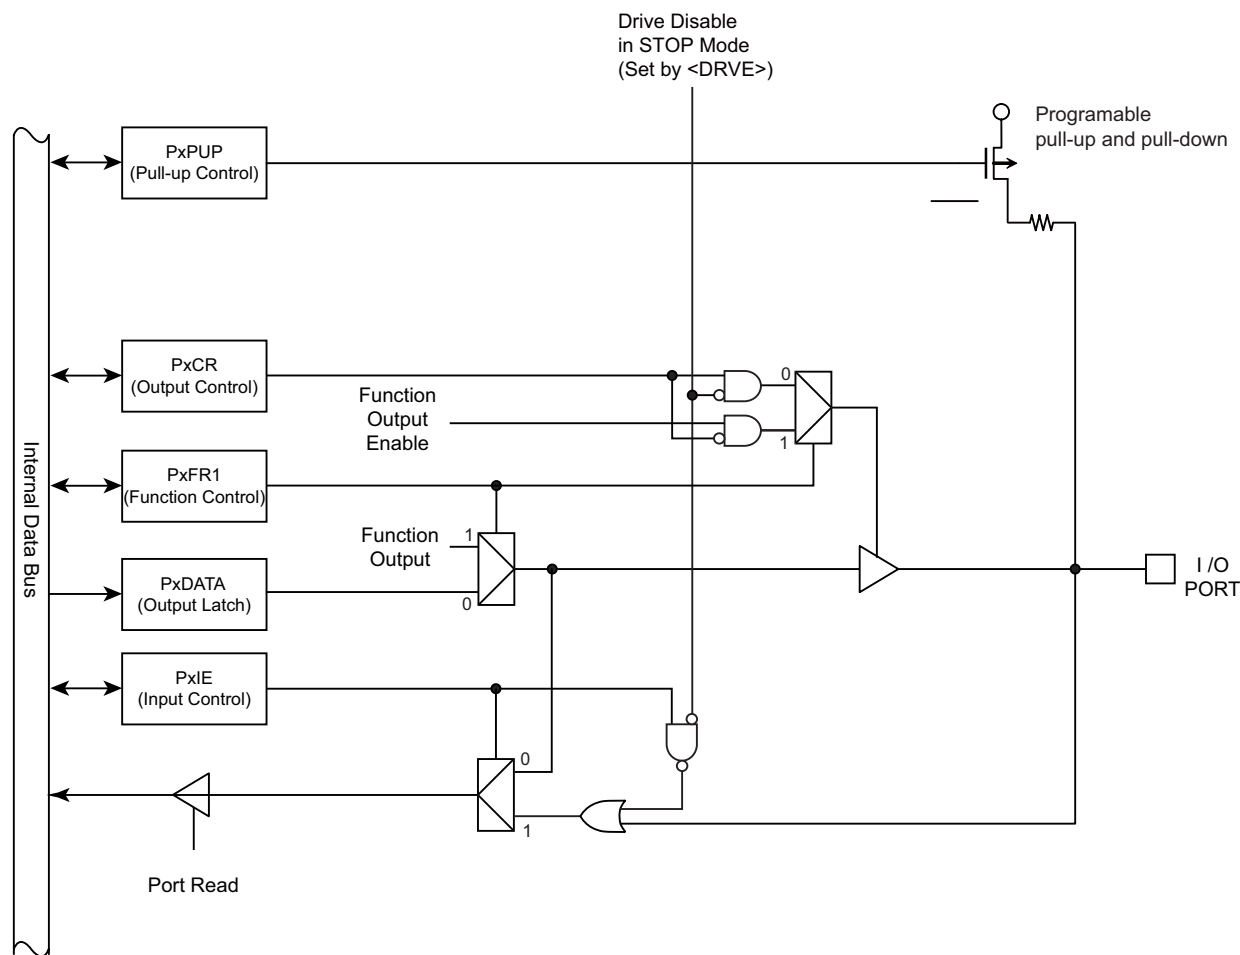 Drive Disable
in STOP Mode
(Set by <DRVE>)
Programable
pull-up and pull-down
PxPUP
(Pull-up Control)
PxCR
(Output Control)
0
Function
Output
Enable
1
PxFR1
(Function Control)
Function
Output
1
0
Internal Data Bus
PxDATA
(Output Latch)
I /O
PORT
PxIE
(Input Control)
0
1
Port Read